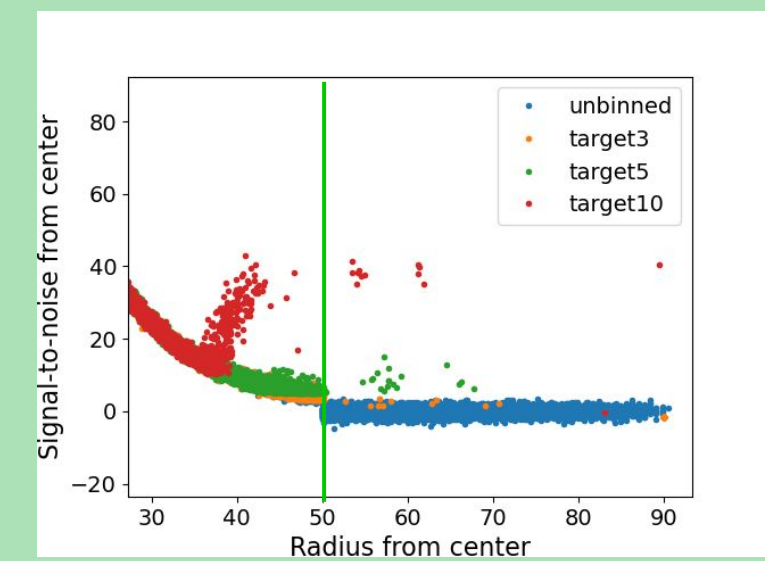 Signal-to-noise from center
80
60
40
20
0
−20
unbinned
target3
target5
target10
30 40 50 60 70 80 90
Radius from center